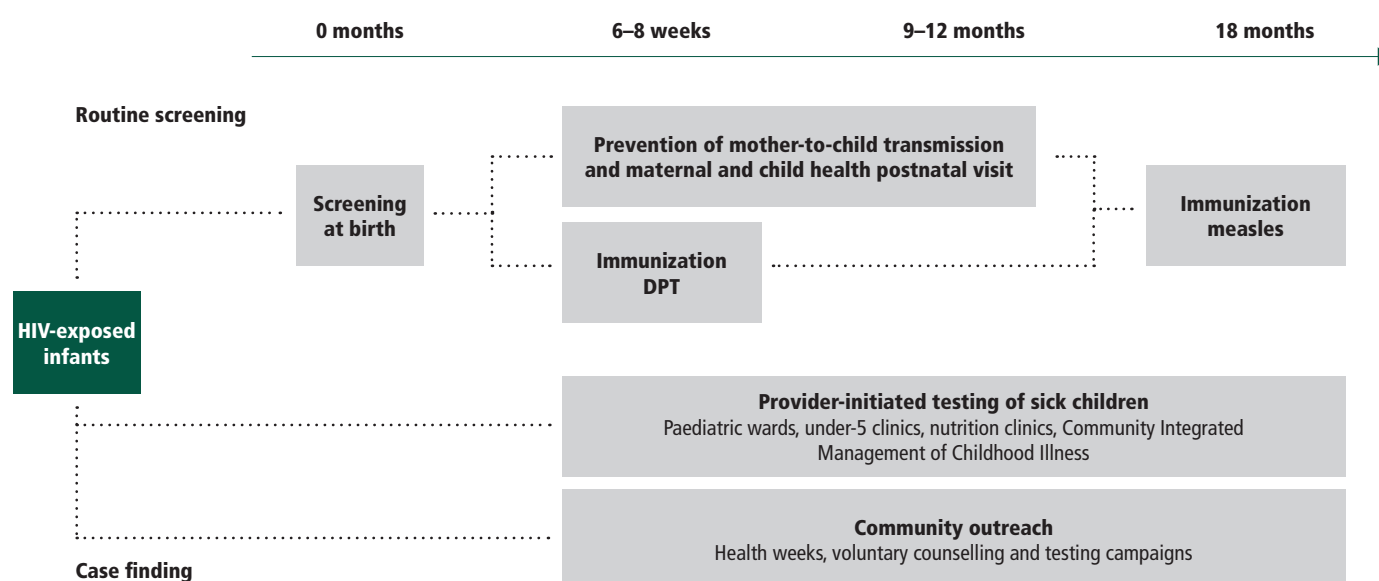 0 months
6–8 weeks
9–12 months
18 months
Routine screening
Prevention of mother-to-child transmission
and maternal and child health postnatal visit
Screening
at birth
Immunization
measles
Immunization
DPT
HIV-exposed
infants
Provider-initiated testing of sick children
Paediatric wards, under-5 clinics, nutrition clinics, Community Integrated
Management of Childhood Illness
Community outreach
Health weeks, voluntary counselling and testing campaigns
Case finding